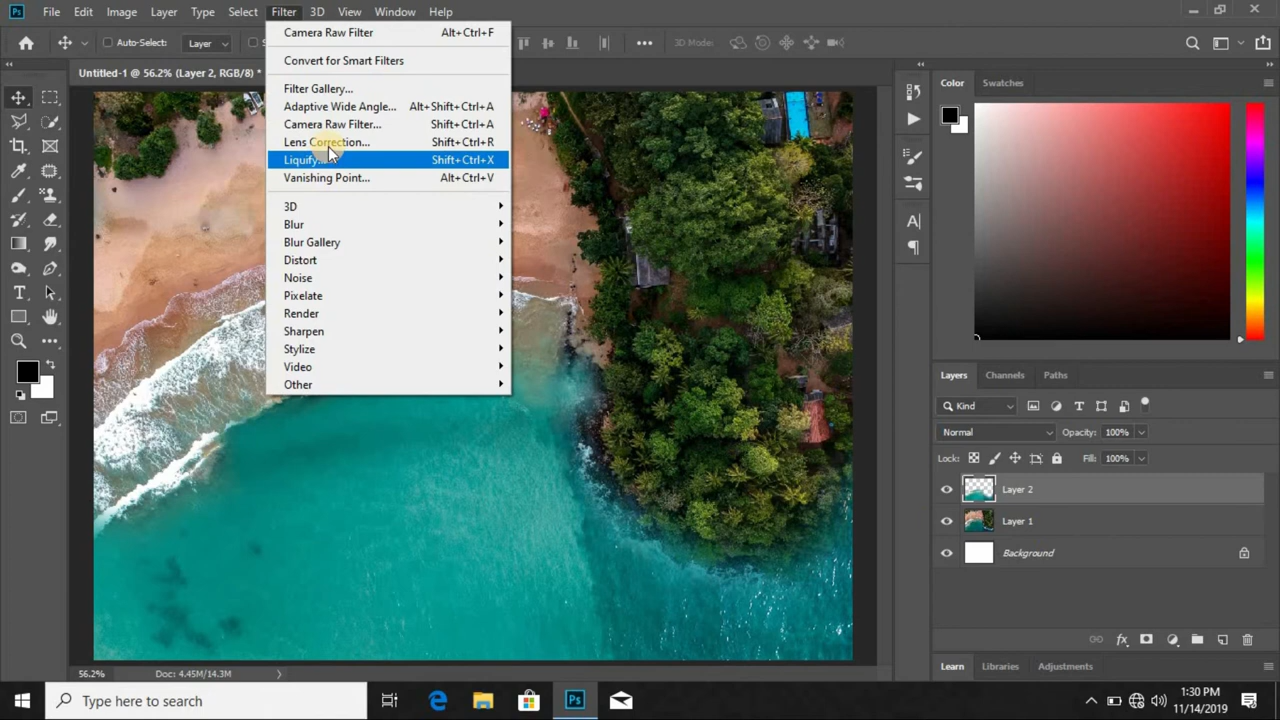 Ps File Edit Image Layer Type Select Filter 3D View Window Help
Auto-Select: Layer 3D Mode:
Untitled-1 @ 56.2% (Layer 2, RGB/8) *
Camera Raw Filter Alt+Ctrl+F
Convert for Smart Filters
Filter Gallery...
Adaptive Wide Angle... Alt+Shift+Ctrl+A
Camera Raw Filter... Shift+Ctrl+A
Lens Correction... Shift+Ctrl+R
Liquify... Shift+Ctrl+X
Vanishing Point... Alt+Ctrl+V
3D
Blur
Blur Gallery
Distort
Noise
Pixelate
Render
Sharpen
Stylize
Video
Other
Color Swatches
Layers Channels Paths
Kind
Normal Opacity: 100%
Lock: Fill: 100%
Layer 2
Layer 1
Background
Learn Libraries Adjustments
56.2% Doc: 4.45M/14.3M
Type here to search
Ps
1:30 PM
11/14/2019